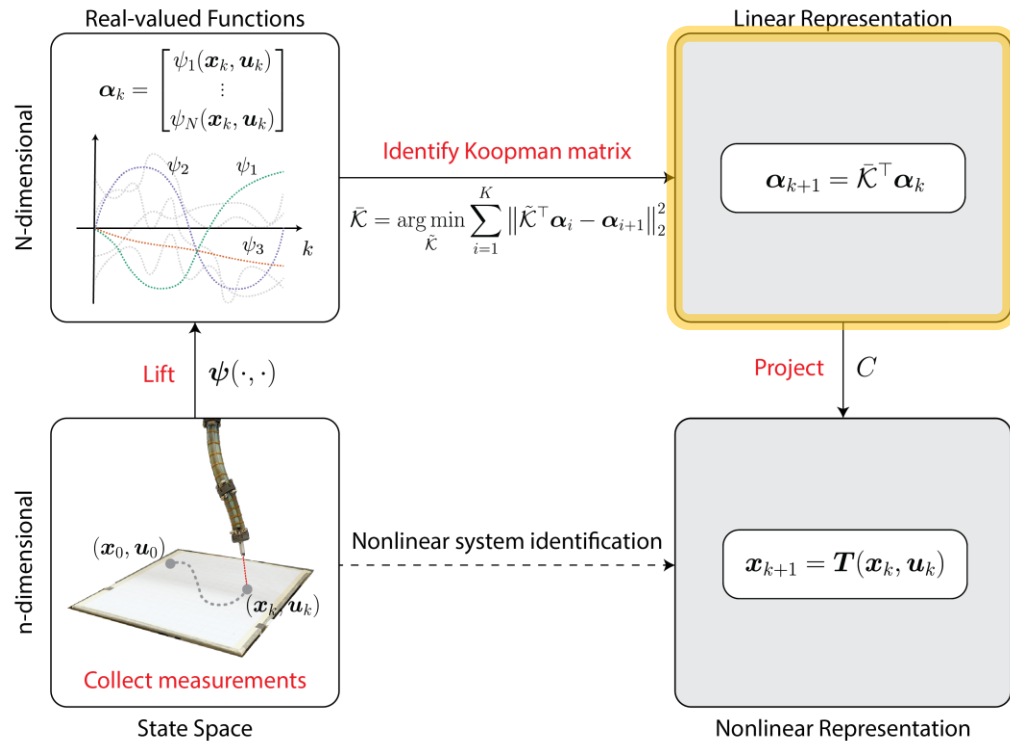 Real-valued Functions
Linear Representation
N-dimensional
α_k = [ψ_1(x_k, u_k)
⋮
ψ_N(x_k, u_k)]
ψ_2
ψ_1
ψ_3
k
Identify Koopman matrix
K̄ = arg min_{K̃} ∑_{i=1}^{K} ‖K̃^⊤ α_i − α_{i+1}‖_2^2
α_{k+1} = K̄^⊤ α_k
Lift
ψ(·, ·)
Project
C
n-dimensional
(x_0, u_0)
(x_k, u_k)
Collect measurements
Nonlinear system identification
x_{k+1} = T(x_k, u_k)
State Space
Nonlinear Representation